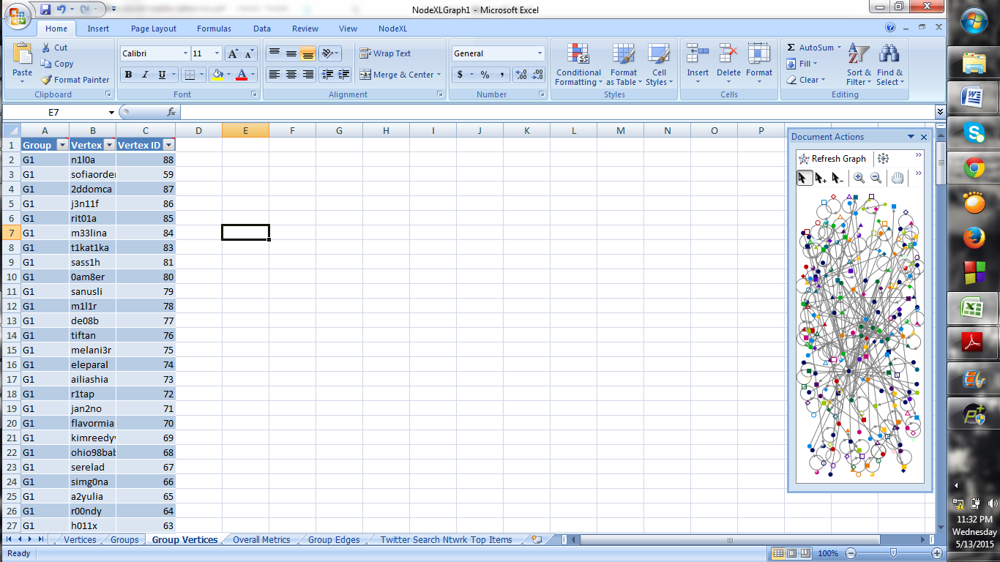 NodeXLGraph1 - Microsoft Excel
Home Insert Page Layout Formulas Data Review View NodeXL
Paste Cut Copy Format Painter
Calibri 11 B I U
Wrap Text Merge & Center
General $ % ,
Conditional Formatting Format as Table Cell Styles
Insert Delete Format
Σ AutoSum Fill Clear Sort & Filter Find & Select
Clipboard Font Alignment Number Styles Cells Editing
E7 fx
A B C D E F G H I J K L M N O P
1 Group Vertex Vertex ID
2 G1 n1l0a 88
3 G1 sofiaorder 59
4 G1 2ddomca 87
5 G1 j3n11f 86
6 G1 rit01a 85
7 G1 m33lina 84
8 G1 t1kat1ka 83
9 G1 sass1h 81
10 G1 0am8er 80
11 G1 sanusli 79
12 G1 m1l1r 78
13 G1 de08b 77
14 G1 tiftan 76
15 G1 melani3r 75
16 G1 eleparal 74
17 G1 ailiashia 73
18 G1 r1tap 72
19 G1 jan2no 71
20 G1 flavormia 70
21 G1 kimreedy 69
22 G1 ohio98bab 68
23 G1 serelad 67
24 G1 simg0na 66
25 G1 a2yulia 65
26 G1 r00ndy 64
27 G1 h011x 63
Document Actions
Refresh Graph
Vertices Groups Group Vertices Overall Metrics Group Edges Twitter Search Ntwrk Top Items
Ready 100%
11:32 PM
Wednesday
5/13/2015